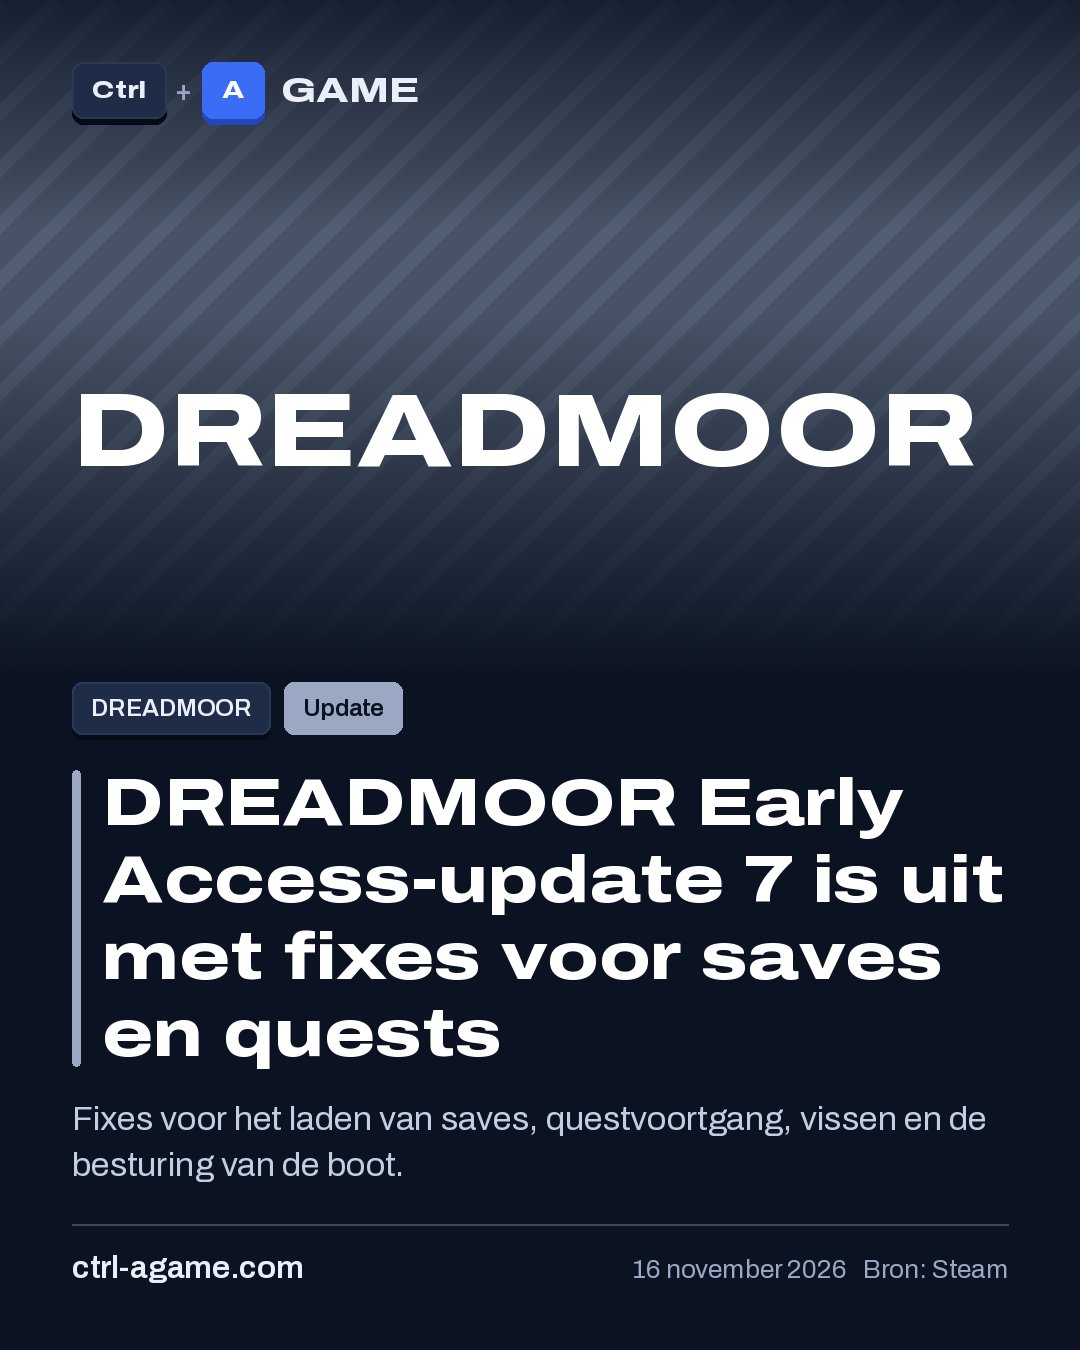 Ctrl + A GAME
DREADMOOR
DREADMOOR Update
DREADMOOR Early
Access-update 7 is uit
met fixes voor saves
en quests
Fixes voor het laden van saves, questvoortgang, vissen en de
besturing van de boot.
ctrl-agame.com 16 november 2026 Bron: Steam